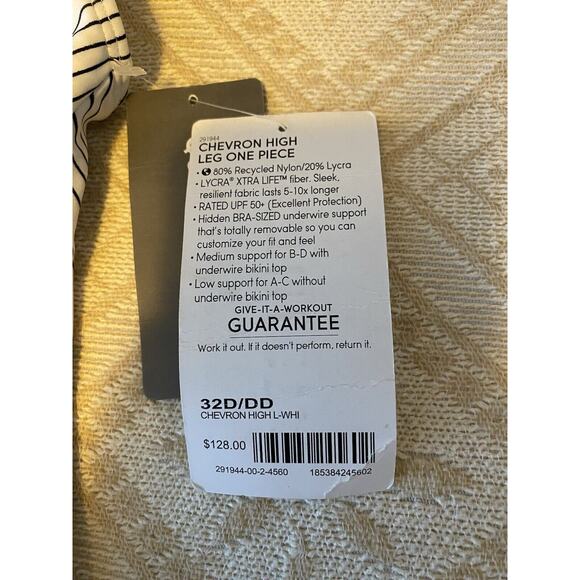 291944
CHEVRON HIGH
LEG ONE PIECE
• 80% Recycled Nylon/20% Lycra
• LYCRA® XTRA LIFE™ fiber. Sleek,
resilient fabric lasts 5-10x longer
• RATED UPF 50+ (Excellent Protection)
• Hidden BRA-SIZED underwire support
that's totally removable so you can
customize your fit and feel
• Medium support for B-D with
underwire bikini top
• Low support for A-C without
underwire bikini top
GIVE-IT-A-WORKOUT
GUARANTEE
Work it out. If it doesn't perform, return it.
32D/DD
CHEVRON HIGH L-WHI
$128.00
291944-00-2-4560 185384245602